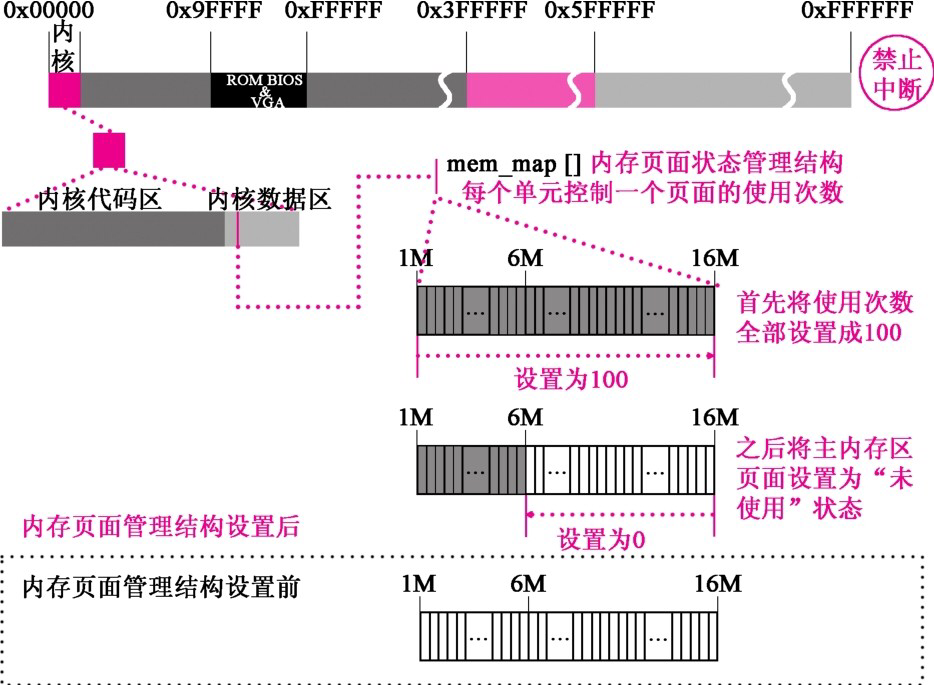 0x00000 0x9FFFF 0xFFFFF 0x3FFFFF 0x5FFFFF 0xFFFFFF
内
核
ROM BIOS
&
VGA
禁止
中断
mem_map [] 内存页面状态管理结构
每个单元控制一个页面的使用次数
内核代码区 内核数据区
1M 6M 16M
... ... ...
首先将使用次数
全部设置成100
设置为100
1M 6M 16M
... ... ...
之后将主内存区
页面设置为“未
使用”状态
设置为0
内存页面管理结构设置后
内存页面管理结构设置前
1M 6M 16M
... ... ...